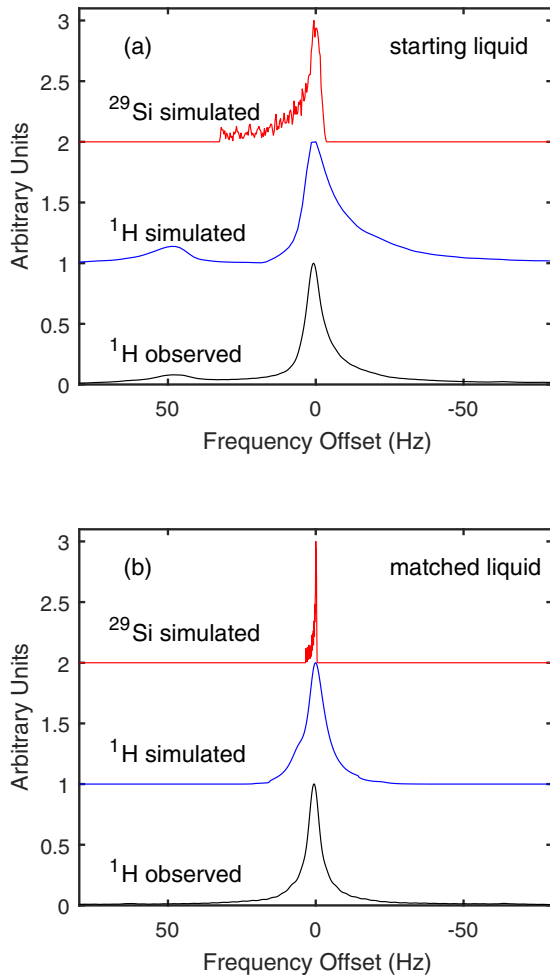 (a)
starting liquid
3
2.5
2
1.5
1
0.5
0
Arbitrary Units
²⁹Si simulated
¹H simulated
¹H observed
50
0
-50
Frequency Offset (Hz)
(b)
matched liquid
3
2.5
2
1.5
1
0.5
0
Arbitrary Units
²⁹Si simulated
¹H simulated
¹H observed
50
0
-50
Frequency Offset (Hz)